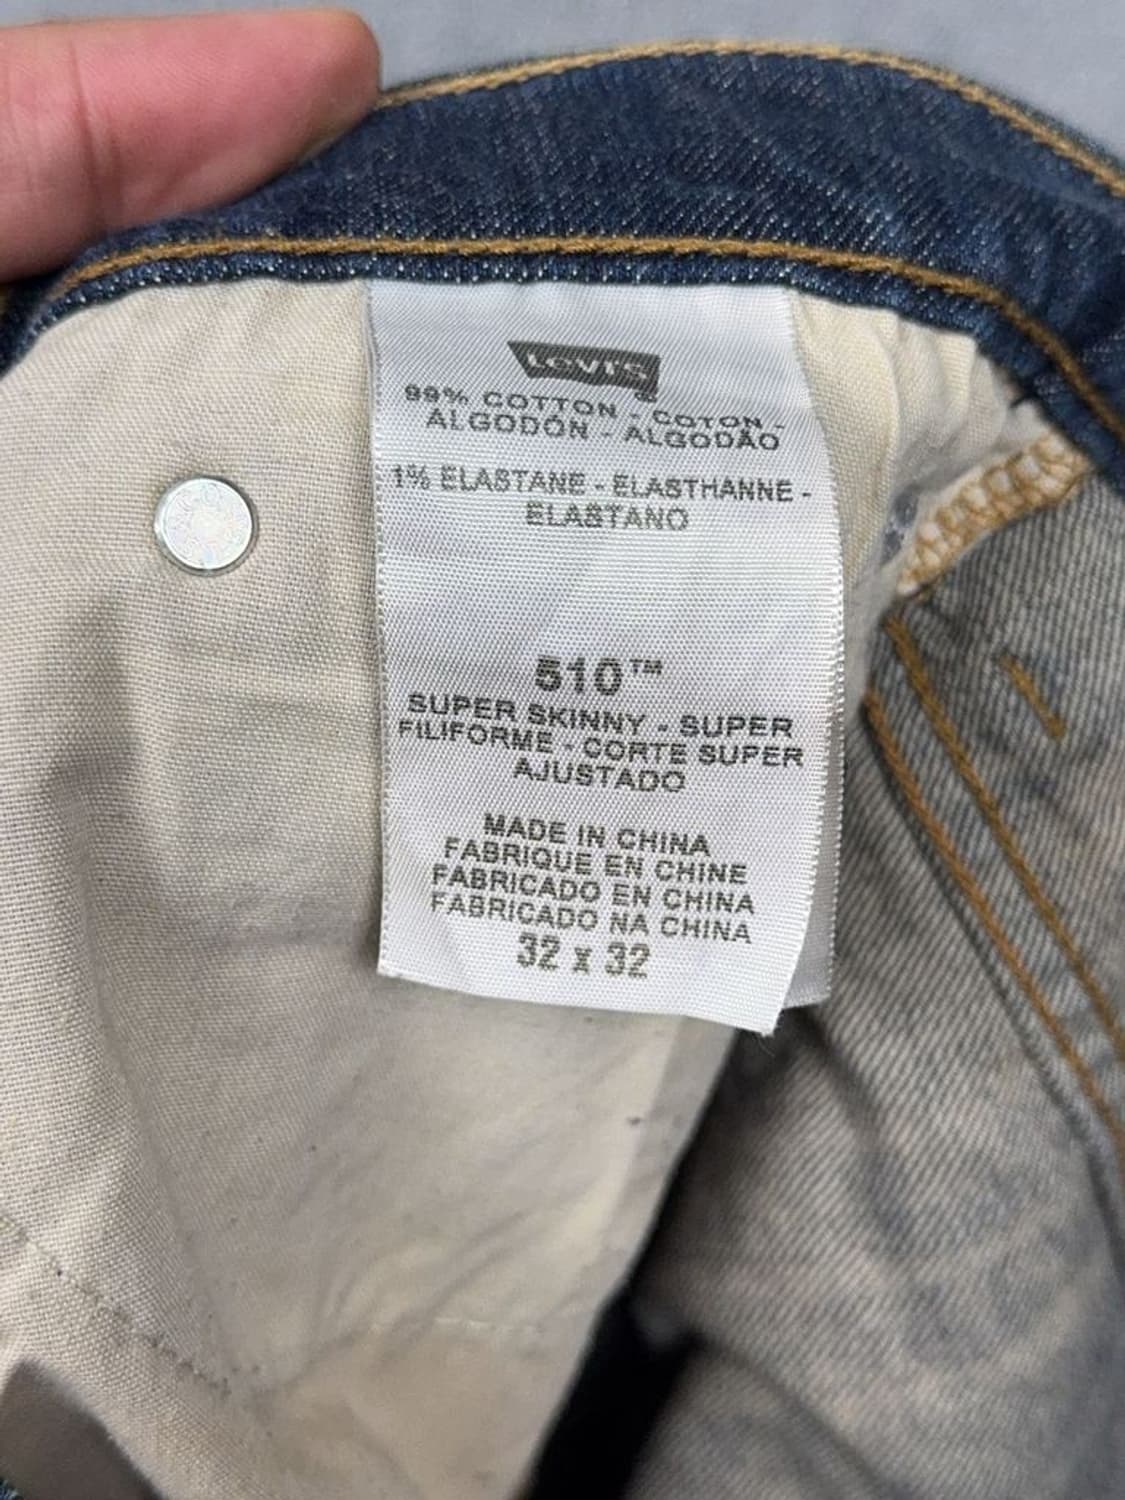 Levi's
99% COTTON - COTON -
ALGODÓN - ALGODÃO
1% ELASTANE - ELASTHANNE -
ELASTANO
510™
SUPER SKINNY - SUPER
FILIFORME - CORTE SUPER
AJUSTADO
MADE IN CHINA
FABRIQUE EN CHINE
FABRICADO EN CHINA
FABRICADO NA CHINA
32 x 32